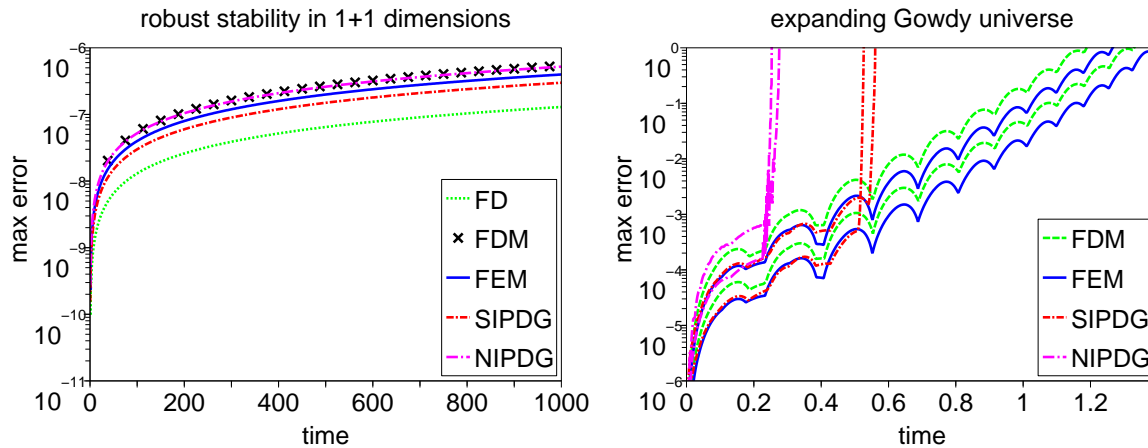 robust stability in 1+1 dimensions
max error
10
-6
10
-7
10
-8
10
-9
10
-10
10
-11
0
200
400
600
800
1000
time
FD
FDM
FEM
SIPDG
NIPDG
expanding Gowdy universe
max error
10
0
10
-1
10
-2
10
-3
10
-4
10
-5
10
-6
0
0.2
0.4
0.6
0.8
1
1.2
time
FDM
FEM
SIPDG
NIPDG